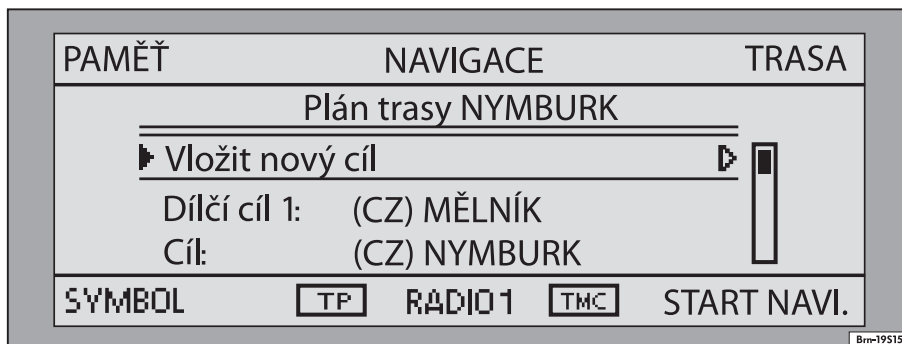 PAMĚŤ NAVIGACE TRASA
Plán trasy NYMBURK
Vložit nový cíl
Dílčí cíl 1: (CZ) MĚLNÍK
Cíl: (CZ) NYMBURK
SYMBOL TP RADIO1 TMC START NAVI.
Brn-19S15